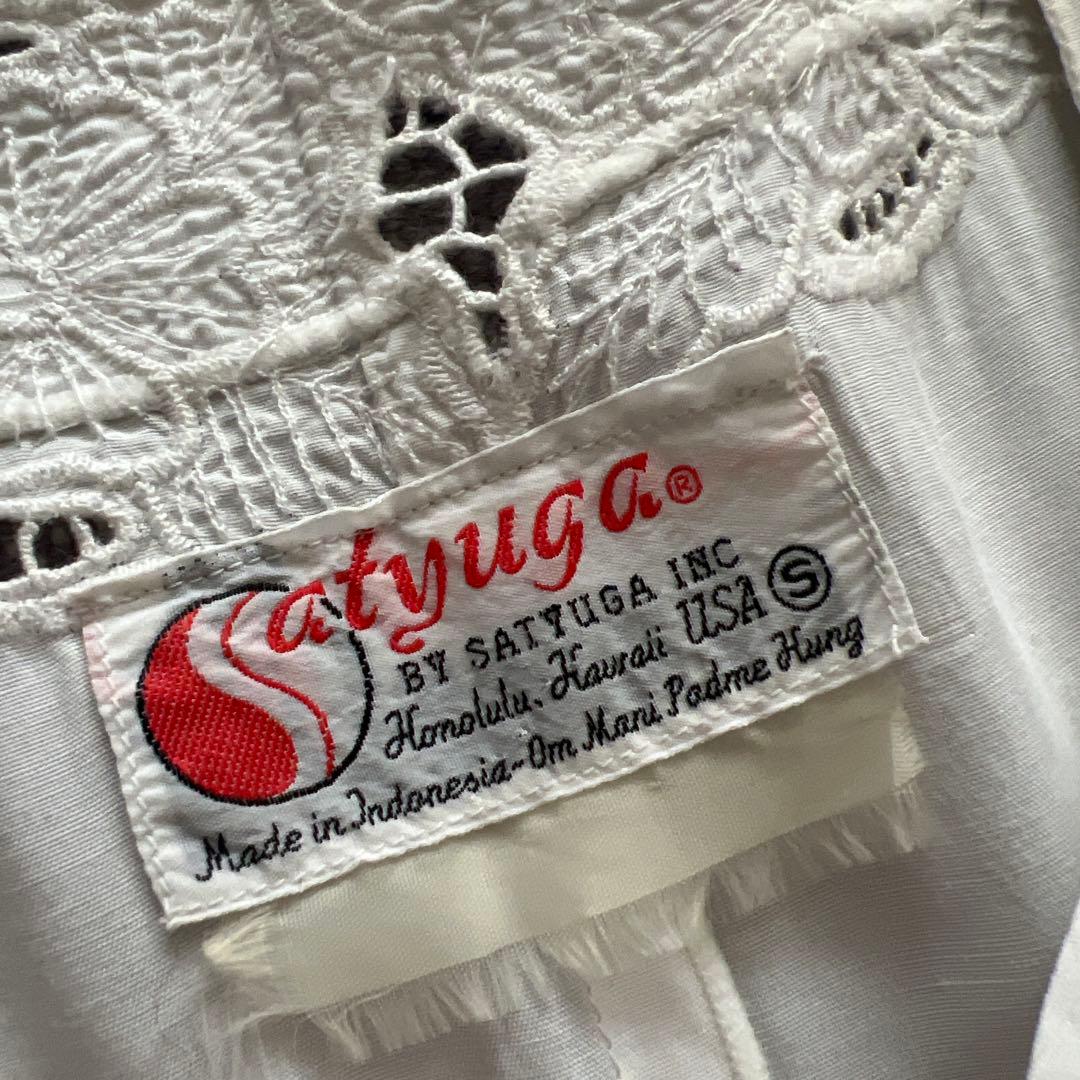 Satyuga®
BY SATYUGA INC
Honolulu, Hawaii USA S
Made in Indonesia-Om Mani Padme Hung